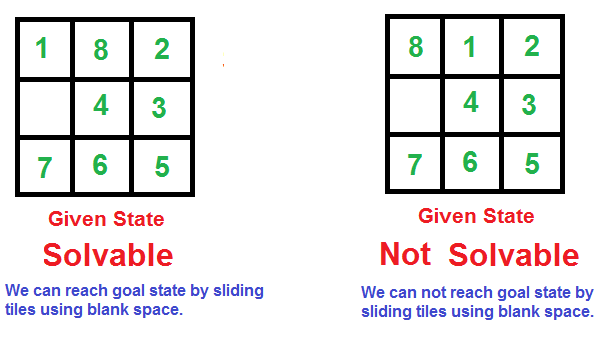 1 8 2
4 3
7 6 5
Given State
Solvable
We can reach goal state by sliding
tiles using blank space.
8 1 2
4 3
7 6 5
Given State
Not Solvable
We can not reach goal state by
sliding tiles using blank space.